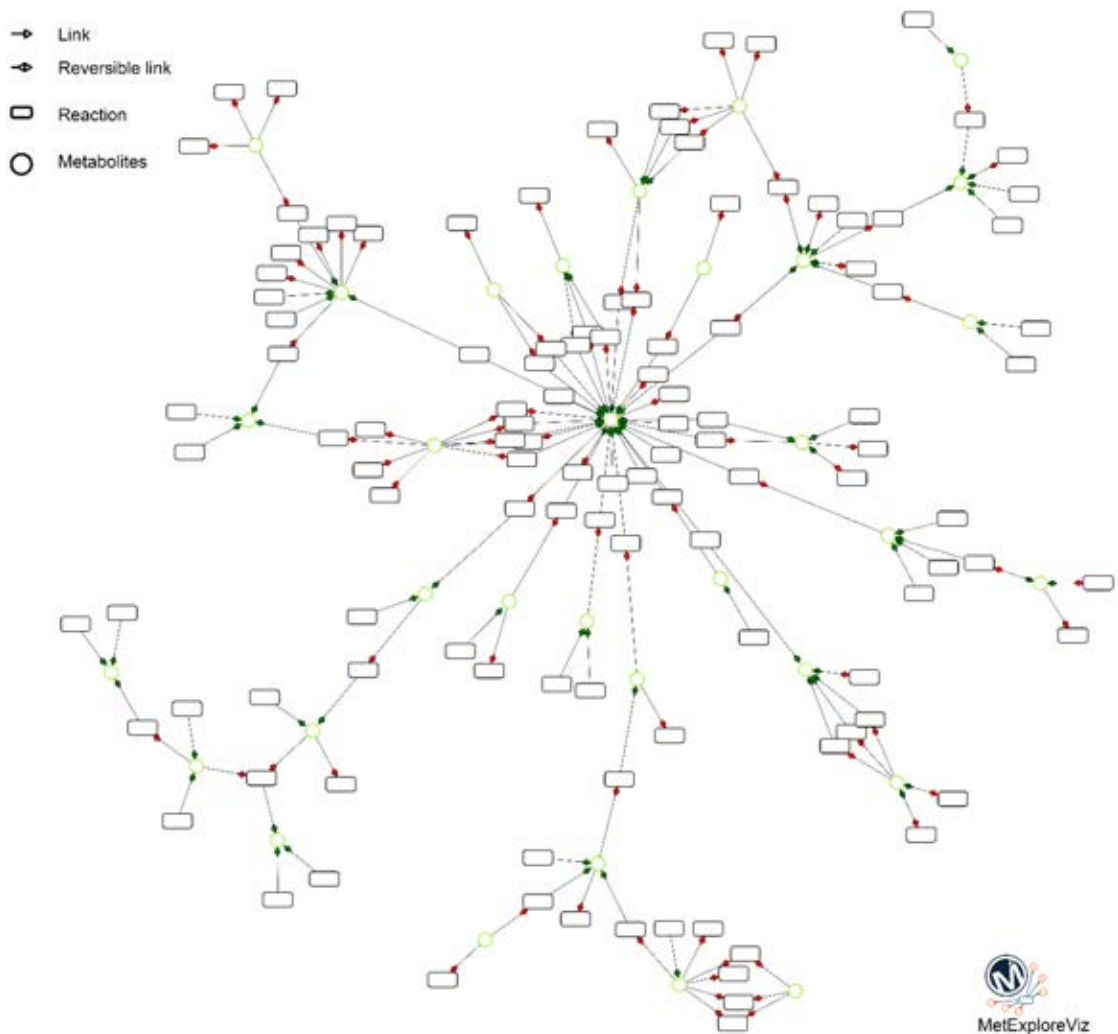 Link
Reversible link
Reaction
Metabolites
M
MetExploreViz